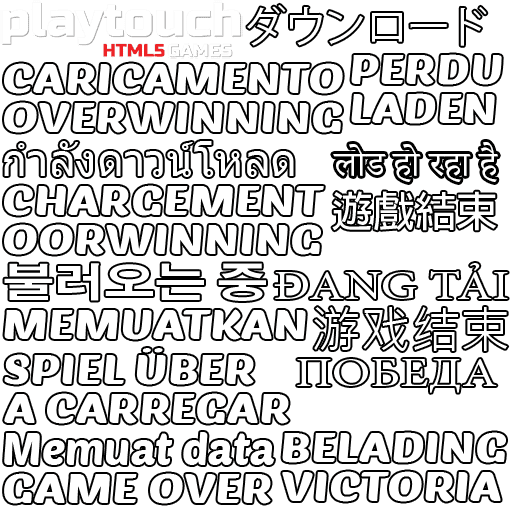 playtouch
HTML5 GAMES
ダウンロード
CARICAMENTO
PERDU
OVERWINNING
LADEN
กำลังดาวน์โหลด
लोड हो रहा है
CHARGEMENT
遊戲結束
OORWINNING
불러오는 중
ĐANG TẢI
MEMUATKAN
游戏结束
SPIEL ÜBER
ПОБЕДА
A CARREGAR
Memuat data
BELADING
GAME OVER
VICTORIA